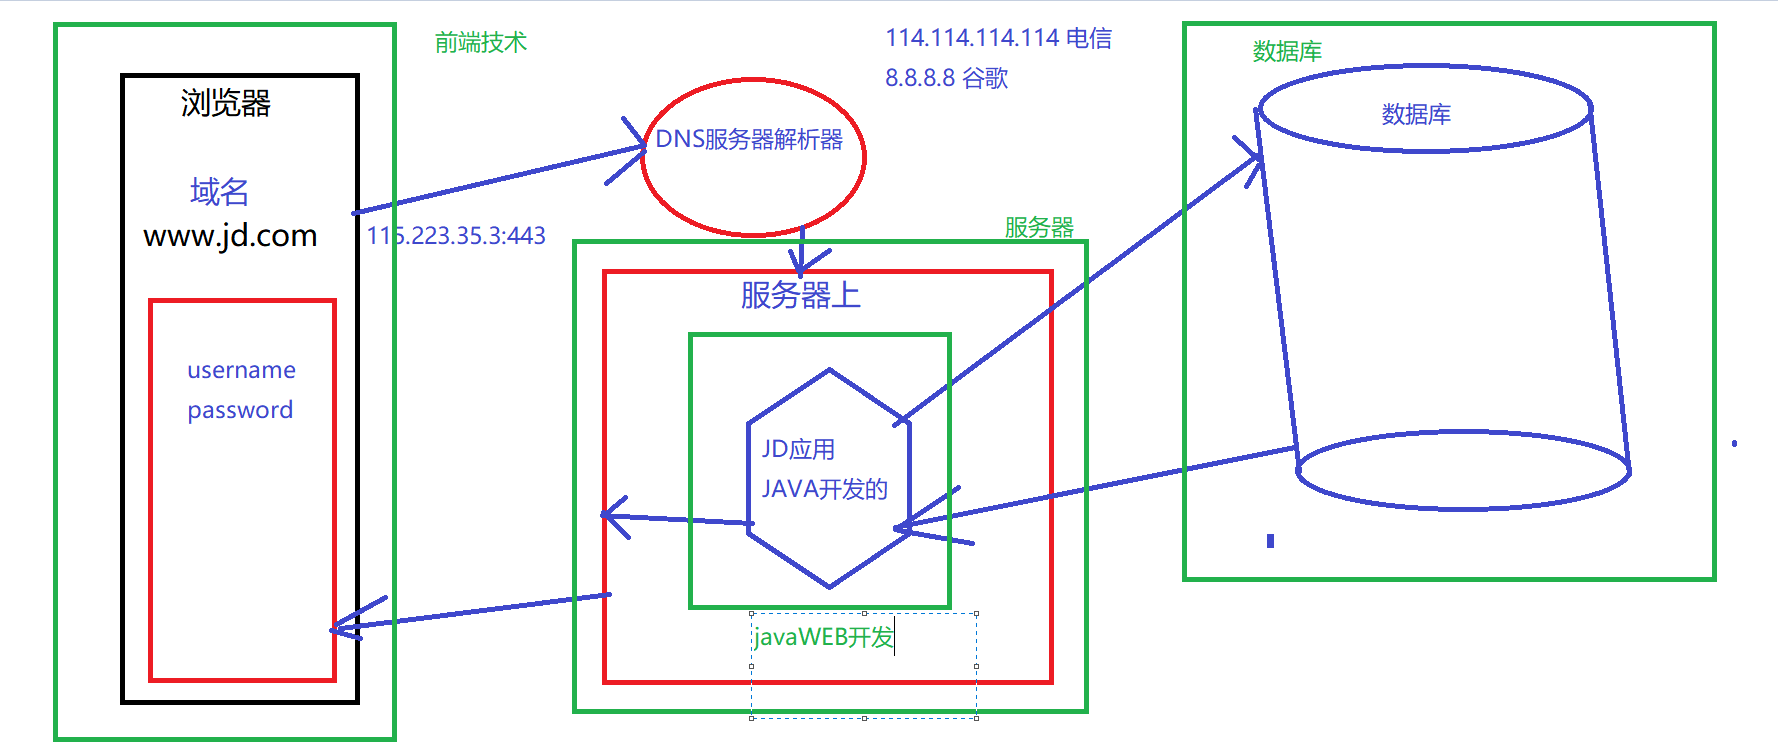 前端技术
浏览器
域名
www.jd.com
username
password
115.223.35.3:443
114.114.114.114 电信
8.8.8.8 谷歌
DNS服务器解析器
服务器
服务器上
JD应用
JAVA开发的
javaWEB开发
数据库
数据库